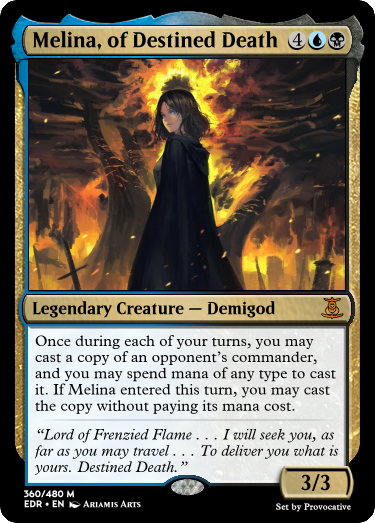 Melina, of Destined Death 4
Legendary Creature — Demigod
Once during each of your turns, you may
cast a copy of an opponent's commander,
and you may spend mana of any type to cast
it. If Melina entered this turn, you may cast
the copy without paying its mana cost.
“Lord of Frenzied Flame . . . I will seek you, as
far as you may travel . . . To deliver you what is
yours. Destined Death.”
3/3
360/480 M
EDR • EN Ariamis Arts
Set by Provocative